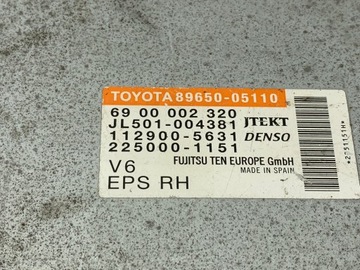 TOYOTA 89650-05110
69 00 002 320
JL501-004381 JTEKT
112900-5631 DENSO
225000-1151
FUJITSU TEN EUROPE GmbH
V6 MADE IN SPAIN
EPS RH